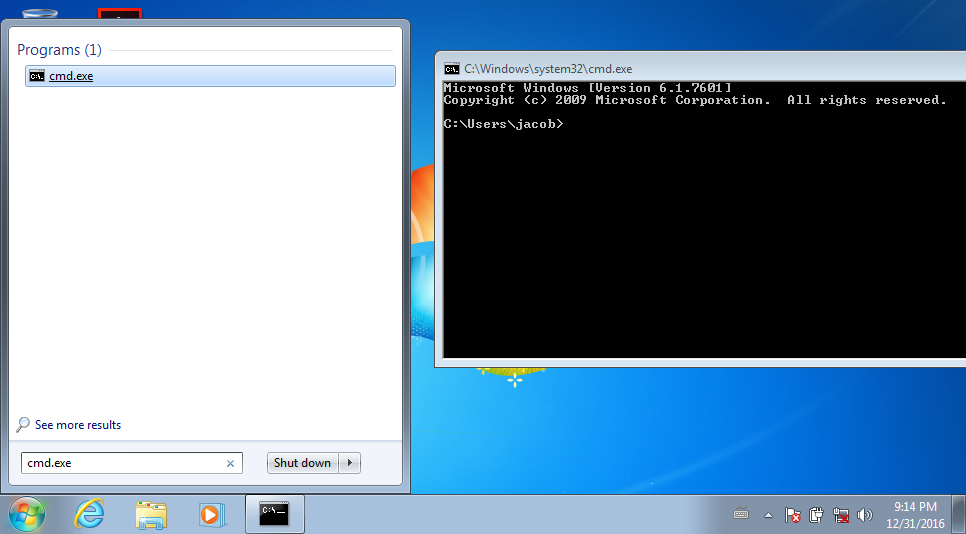 Programs (1)
cmd.exe
See more results
cmd.exe
Shut down
C:\Windows\system32\cmd.exe
Microsoft Windows [Version 6.1.7601]
Copyright (c) 2009 Microsoft Corporation.  All rights reserved.
C:\Users\jacob>
C:\._
9:14 PM
12/31/2016